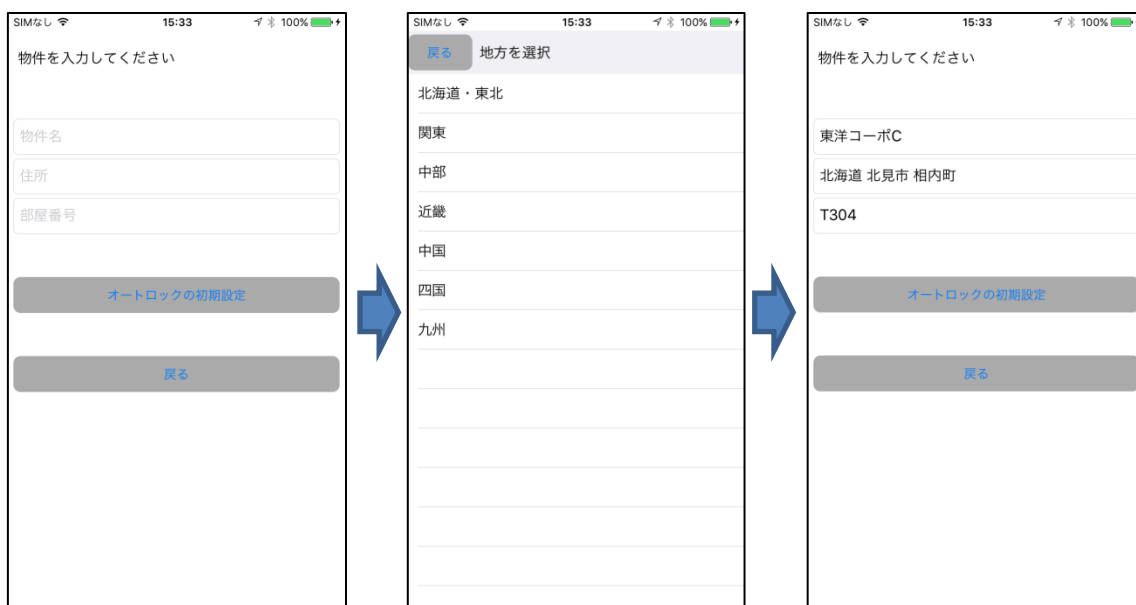 SIMなし 15:33 100%
物件を入力してください
物件名
住所
部屋番号
オートロックの初期設定
戻る
SIMなし 15:33 100%
戻る 地方を選択
北海道・東北
関東
中部
近畿
中国
四国
九州
SIMなし 15:33 100%
物件を入力してください
東洋コーポC
北海道 北見市 相内町
T304
オートロックの初期設定
戻る